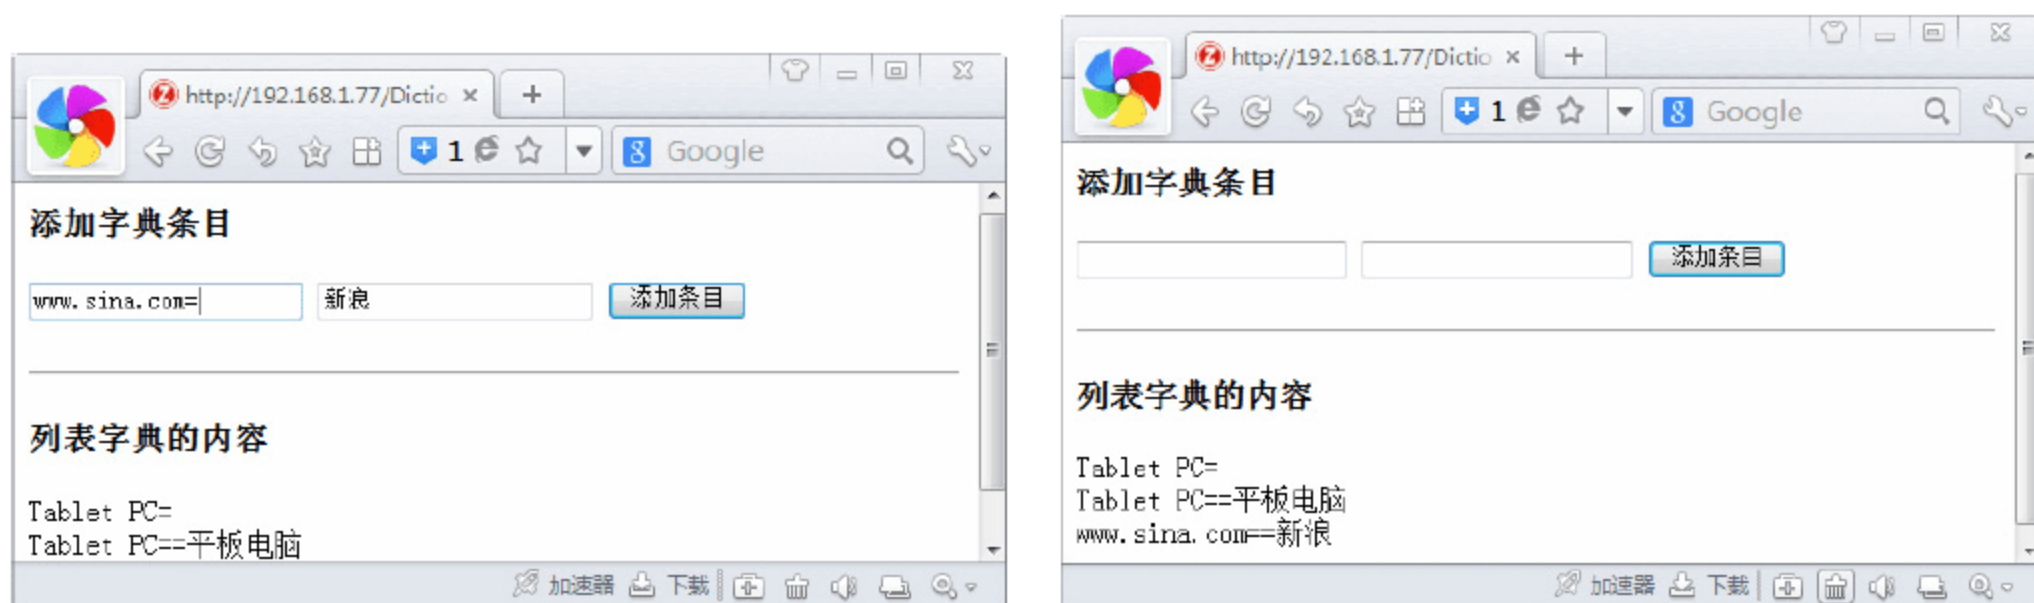 http://192.168.1.77/Dictio
1
Google
添加字典条目
www.sina.com=
新浪
添加条目
列表字典的内容
Tablet PC=
Tablet PC==平板电脑
加速器
下载
http://192.168.1.77/Dictio
1
Google
添加字典条目
添加条目
列表字典的内容
Tablet PC=
Tablet PC==平板电脑
www.sina.com==新浪
加速器
下载